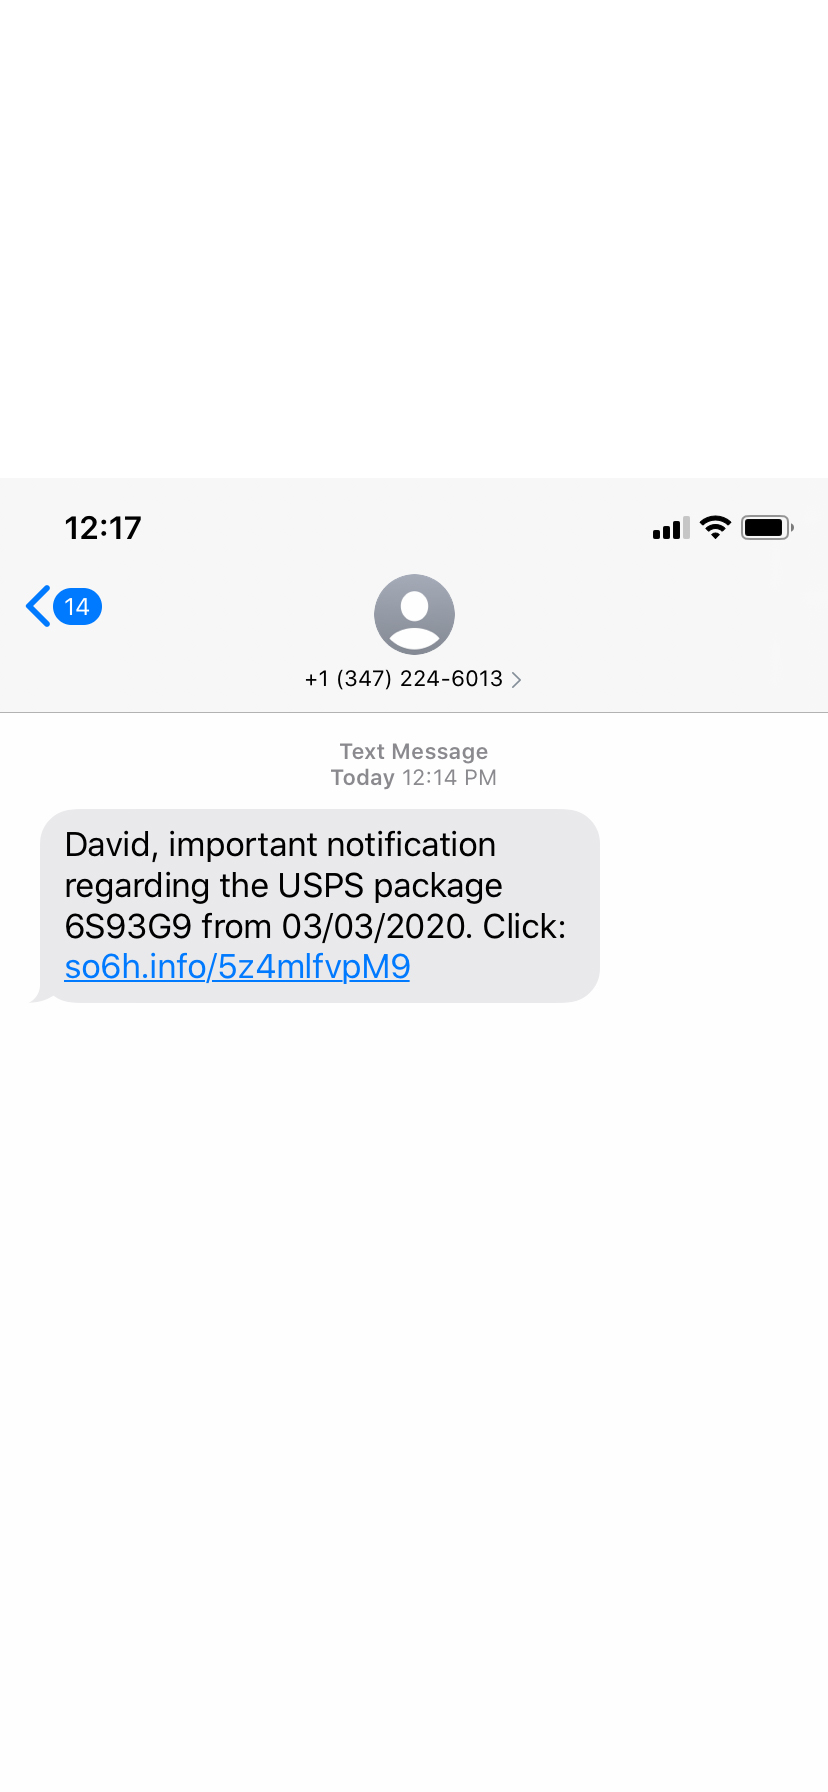 12:17
14
+1 (347) 224-6013
Text Message
Today 12:14 PM
David, important notification
regarding the USPS package
6S93G9 from 03/03/2020. Click:
so6h.info/5z4mlfvpM9